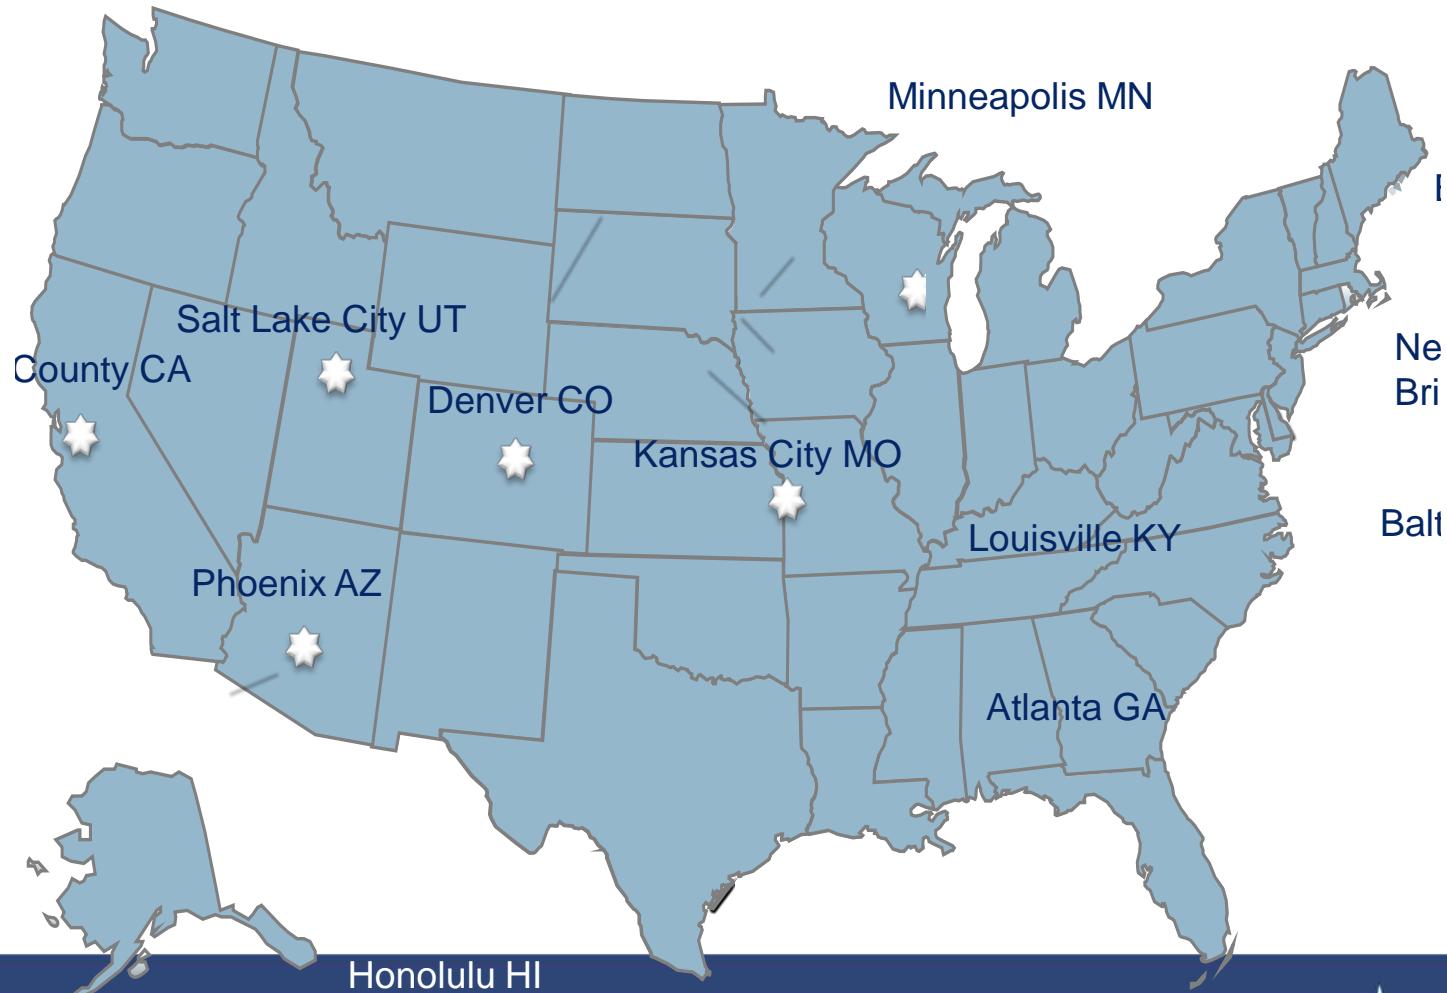 Minneapolis MN
Salt Lake City UT
County CA
Denver CO
Kansas City MO
Louisville KY
Phoenix AZ
Atlanta GA
Honolulu HI